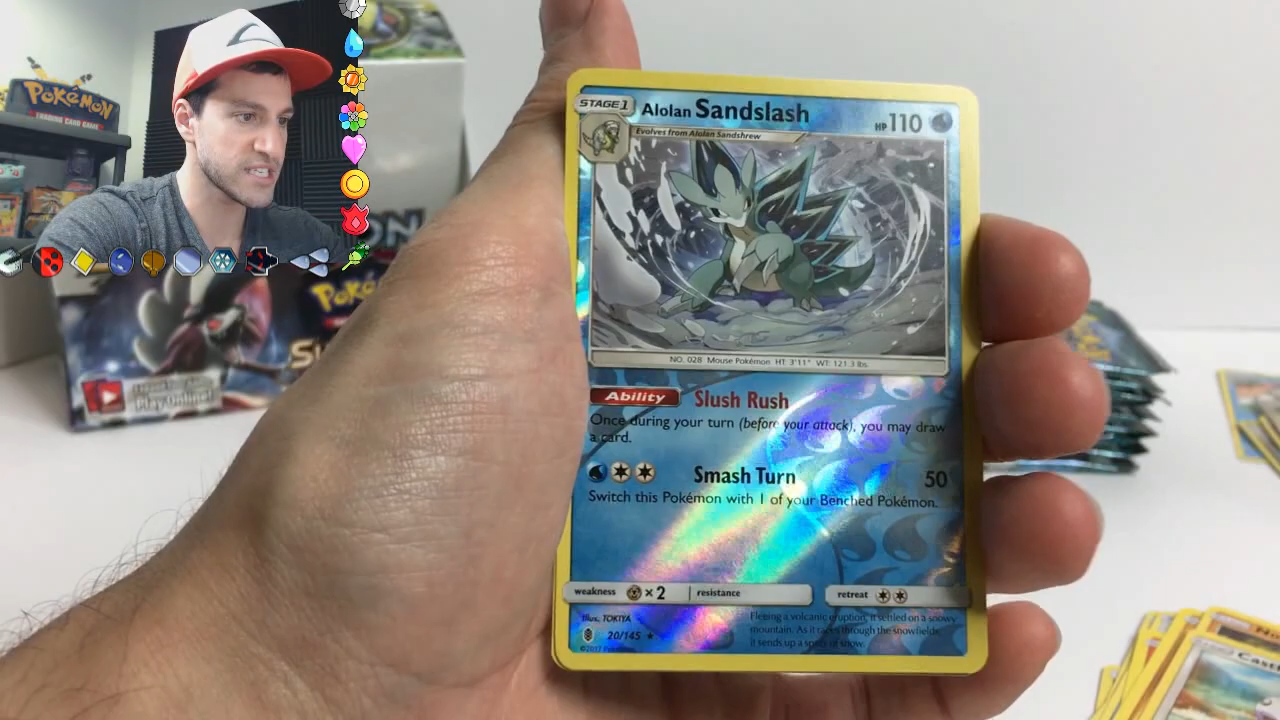 Pokémon
TRADING CARD GAME
STAGE 1
Alolan Sandslash
HP 110
Evolves from Alolan Sandshrew
NO. 028 Mouse Pokémon HT: 3'11" WT: 121.3 lbs.
Ability Slush Rush
Once during your turn (before your attack), you may draw
a card.
Smash Turn 50
Switch this Pokémon with 1 of your Benched Pokémon.
weakness ×2 resistance retreat
Illus. TOKIYA
20/145
©2017 Pokémon
Fleeing a volcanic eruption, it settled on a snowy
mountain. As it races through the snowfields,
it sends up a spray of snow.
Play Online!